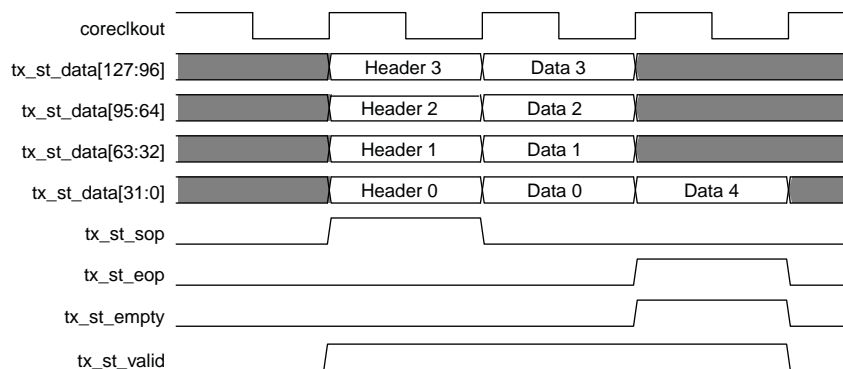 coreclkout
tx_st_data[127:96] Header 3 Data 3
tx_st_data[95:64] Header 2 Data 2
tx_st_data[63:32] Header 1 Data 1
tx_st_data[31:0] Header 0 Data 0 Data 4
tx_st_sop
tx_st_eop
tx_st_empty
tx_st_valid